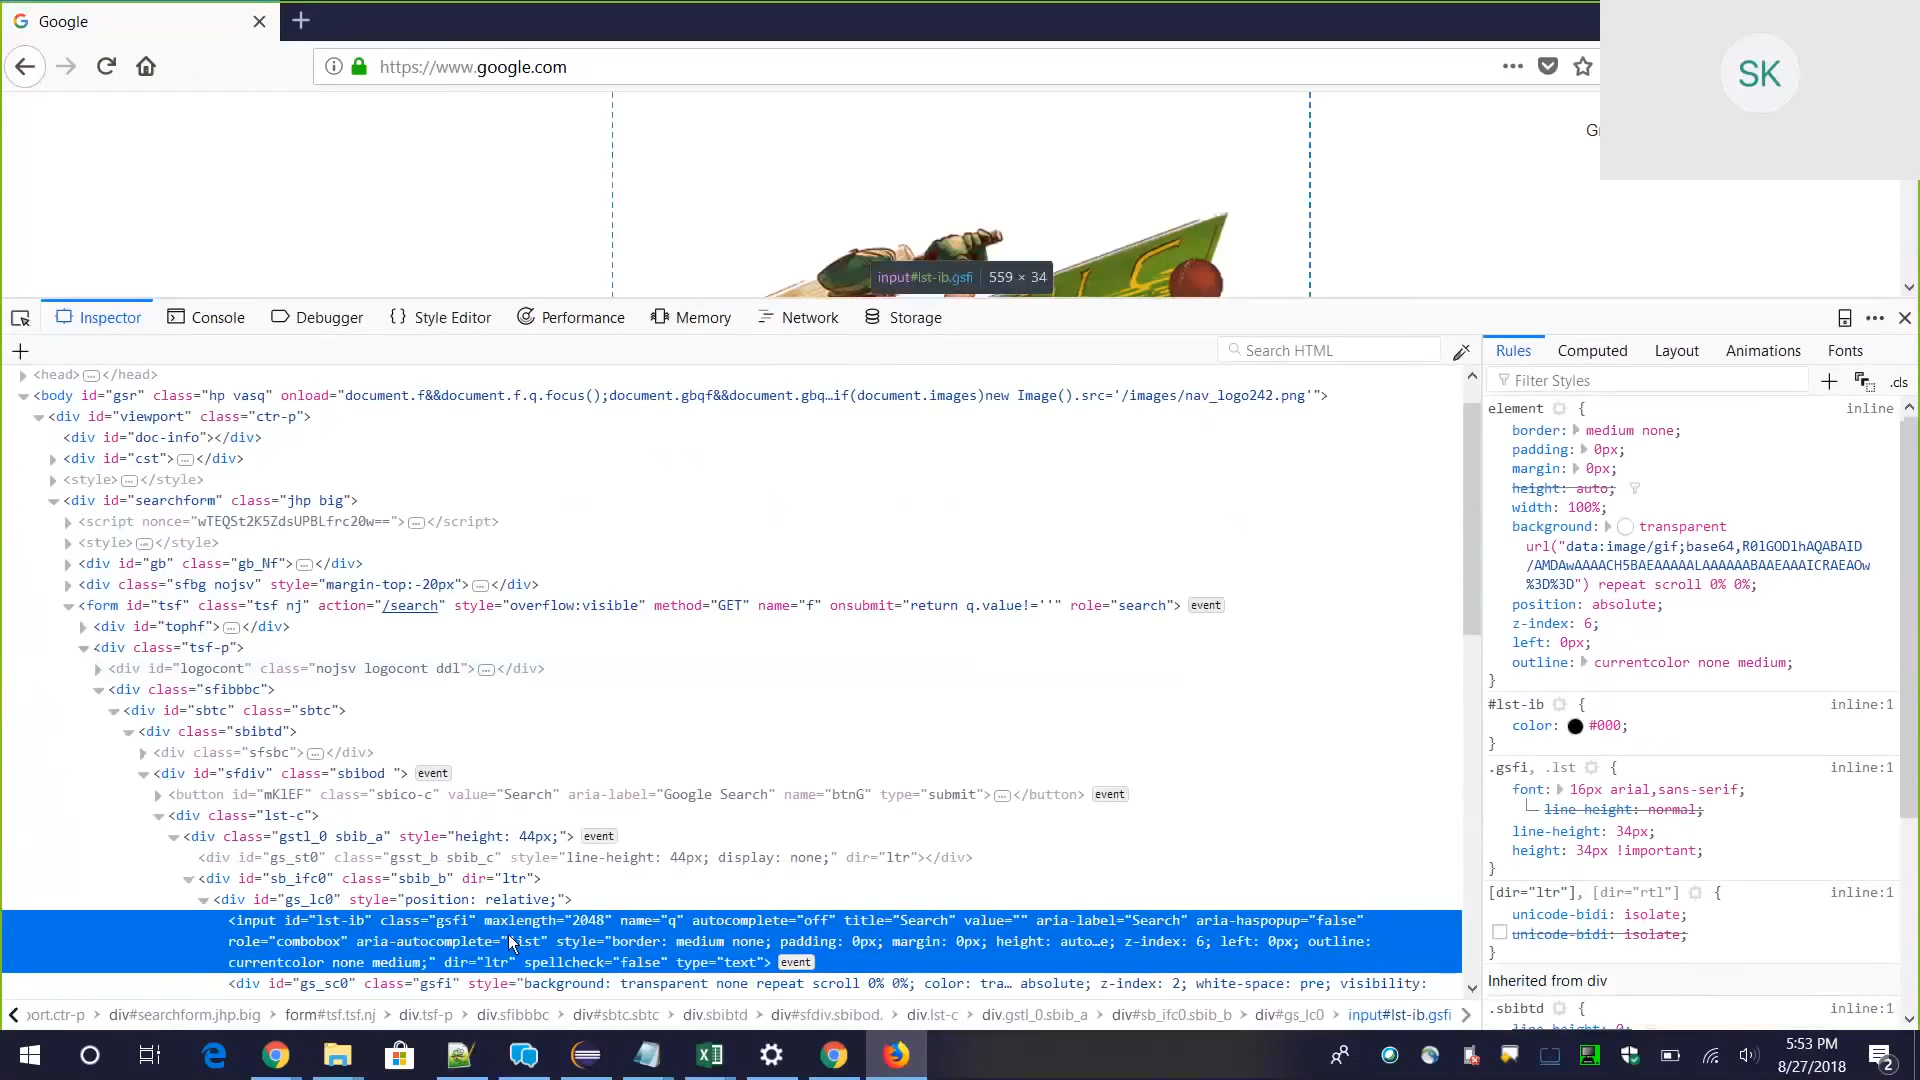 Google
https://www.google.com
SK
input#lst-ib.gsfi 559 × 34
Inspector Console Debugger Style Editor Performance Memory Network Storage
Search HTML
<head></head>
<body id="gsr" class="hp vasq" onload="document.f&&document.f.q.focus();document.gbqf&&document.gbq…if(document.images)new Image().src='/images/nav_logo242.png'">
<div id="viewport" class="ctr-p">
<div id="doc-info"></div>
<div id="cst"></div>
<style></style>
<div id="searchform" class="jhp big">
<script nonce="wTEQSt2K5ZdsUPBLfrc20w=="></script>
<style></style>
<div id="gb" class="gb_Nf"></div>
<div class="sfbg nojsv" style="margin-top:-20px"></div>
<form id="tsf" class="tsf nj" action="/search" style="overflow:visible" method="GET" name="f" onsubmit="return q.value!=''" role="search"> event
<div id="tophf"></div>
<div class="tsf-p">
<div id="logocont" class="nojsv logocont ddl"></div>
<div class="sfibbbc">
<div id="sbtc" class="sbtc">
<div class="sbibtd">
<div class="sfsbc"></div>
<div id="sfdiv" class="sbibod "> event
<button id="mKlEF" class="sbico-c" value="Search" aria-label="Google Search" name="btnG" type="submit"></button> event
<div class="lst-c">
<div class="gstl_0 sbib_a" style="height: 44px;"> event
<div id="gs_st0" class="gsst_b sbib_c" style="line-height: 44px; display: none;" dir="ltr"></div>
<div id="sb_ifc0" class="sbib_b" dir="ltr">
<div id="gs_lc0" style="position: relative;">
<input id="lst-ib" class="gsfi" maxlength="2048" name="q" autocomplete="off" title="Search" value="" aria-label="Search" aria-haspopup="false"
role="combobox" aria-autocomplete="list" style="border: medium none; padding: 0px; margin: 0px; height: auto…e; z-index: 6; left: 0px; outline:
currentcolor none medium;" dir="ltr" spellcheck="false" type="text"> event
<div id="gs_sc0" class="gsfi" style="background: transparent none repeat scroll 0% 0%; color: tra… absolute; z-index: 2; white-space: pre; visibility:
port.ctr-p div#searchform.jhp.big form#tsf.tsf.nj div.tsf-p div.sfibbbc div#sbtc.sbtc div.sbibtd div#sfdiv.sbibod. div.lst-c div.gstl_0.sbib_a div#sb_ifc0.sbib_b div#gs_lc0 input#lst-ib.gsfi
Rules Computed Layout Animations Fonts
Filter Styles .cls
element { inline
border: medium none;
padding: 0px;
margin: 0px;
height: auto;
width: 100%;
background: transparent
url("data:image/gif;base64,R0lGODlhAQABAID
/AMDAwAAAACH5BAEAAAAALAAAAAABAAEAAAICRAEAOw
%3D%3D") repeat scroll 0% 0%;
position: absolute;
z-index: 6;
left: 0px;
outline: currentcolor none medium;
}
#lst-ib { inline:1
color: #000;
}
.gsfi, .lst { inline:1
font: 16px arial,sans-serif;
line-height: normal;
line-height: 34px;
height: 34px !important;
}
[dir="ltr"], [dir="rtl"] { inline:1
unicode-bidi: isolate;
unicode-bidi: isolate;
}
Inherited from div
.sbibtd { inline:1
line-height: 0;
5:53 PM
8/27/2018
2